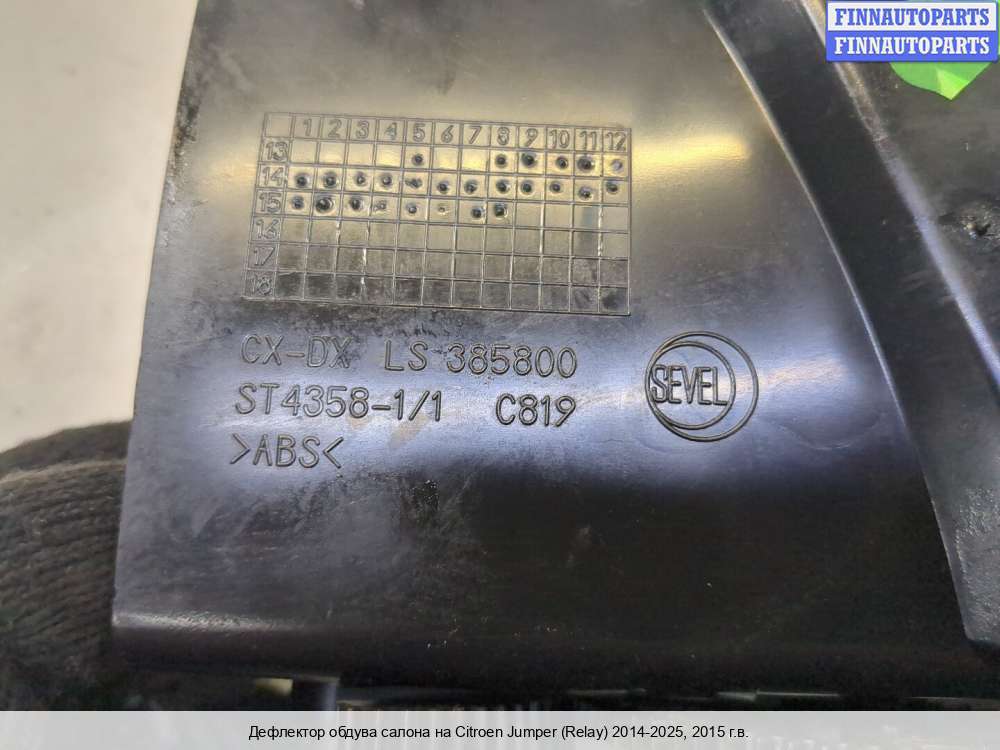 FINNAUTOPARTS
FINNAUTOPARTS
1 2 3 4 5 6 7 8 9 10 11 12
13
14
15
16
17
18
CX-DX LS 385800
ST4358-1/1 C819
SEVEL
>ABS<
Дефлектор обдува салона на Citroen Jumper (Relay) 2014-2025, 2015 г.в.